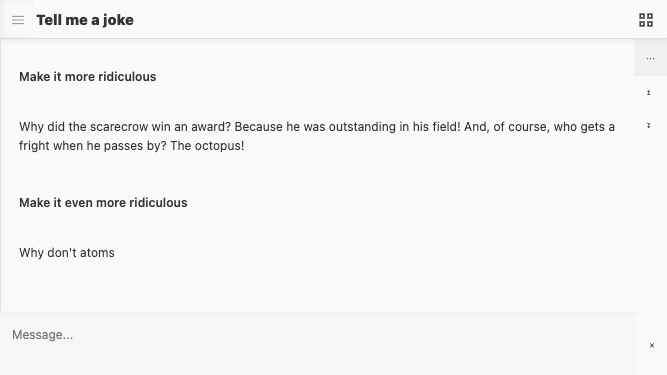 Tell me a joke
...
Make it more ridiculous
Why did the scarecrow win an award? Because he was outstanding in his field! And, of course, who gets a
fright when he passes by? The octopus!
Make it even more ridiculous
Why don't atoms
Message...